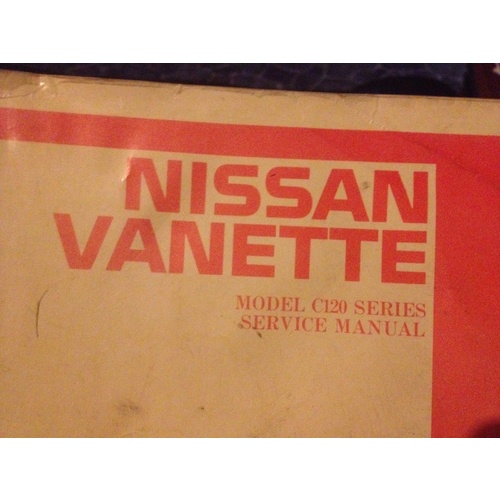 NISSAN
VANETTE
MODEL C120 SERIES
SERVICE MANUAL